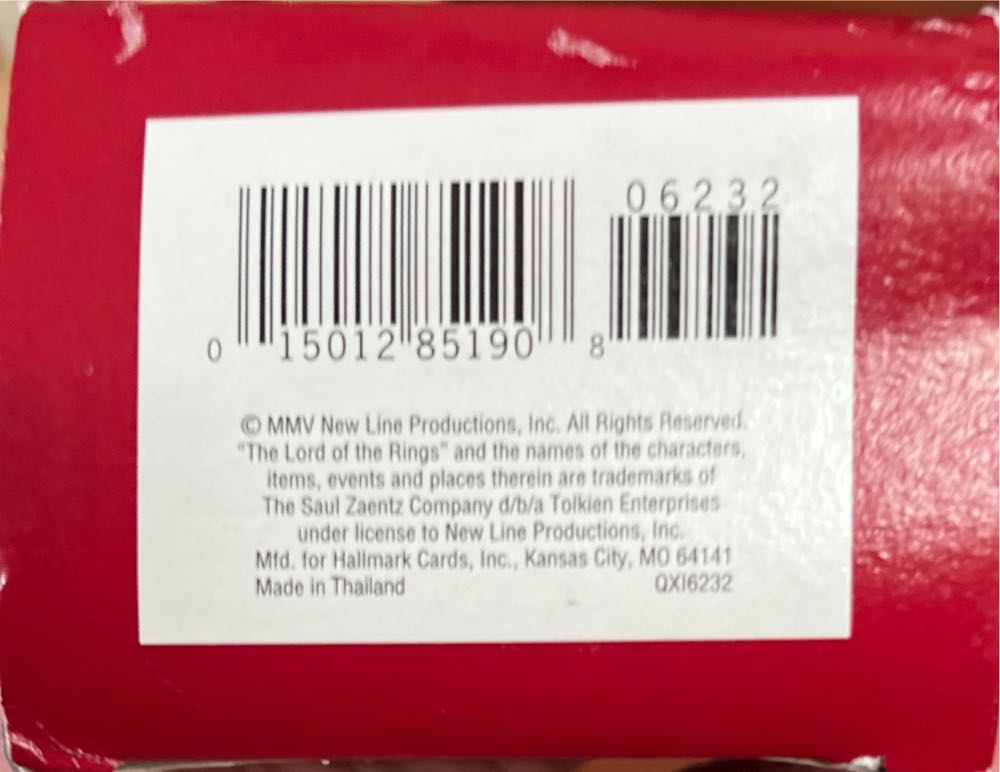 06232
0 15012 85190 8
© MMV New Line Productions, Inc. All Rights Reserved.
"The Lord of the Rings" and the names of the characters,
items, events and places therein are trademarks of
The Saul Zaentz Company d/b/a Tolkien Enterprises
under license to New Line Productions, Inc.
Mfd. for Hallmark Cards, Inc., Kansas City, MO 64141
Made in Thailand QXI6232